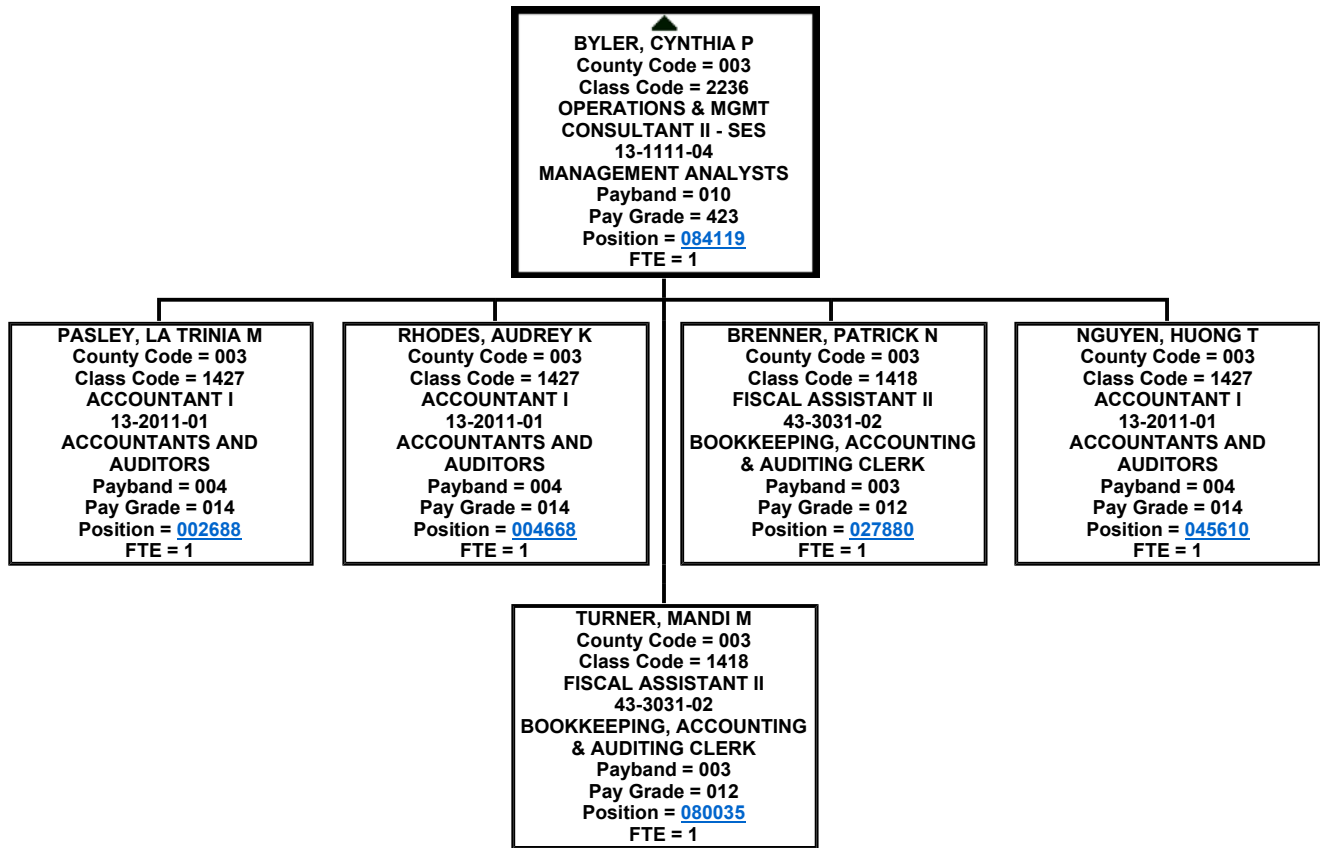 BYLER, CYNTHIA P
County Code = 003
Class Code = 2236
OPERATIONS & MGMT
CONSULTANT II - SES
13-1111-04
MANAGEMENT ANALYSTS
Payband = 010
Pay Grade = 423
Position = 084119
FTE = 1
PASLEY, LA TRINIA M
County Code = 003
Class Code = 1427
ACCOUNTANT I
13-2011-01
ACCOUNTANTS AND
AUDITORS
Payband = 004
Pay Grade = 014
Position = 002688
FTE = 1
RHODES, AUDREY K
County Code = 003
Class Code = 1427
ACCOUNTANT I
13-2011-01
ACCOUNTANTS AND
AUDITORS
Payband = 004
Pay Grade = 014
Position = 004668
FTE = 1
BRENNER, PATRICK N
County Code = 003
Class Code = 1418
FISCAL ASSISTANT II
43-3031-02
BOOKKEEPING, ACCOUNTING
& AUDITING CLERK
Payband = 003
Pay Grade = 012
Position = 027880
FTE = 1
NGUYEN, HUONG T
County Code = 003
Class Code = 1427
ACCOUNTANT I
13-2011-01
ACCOUNTANTS AND
AUDITORS
Payband = 004
Pay Grade = 014
Position = 045610
FTE = 1
TURNER, MANDI M
County Code = 003
Class Code = 1418
FISCAL ASSISTANT II
43-3031-02
BOOKKEEPING, ACCOUNTING
& AUDITING CLERK
Payband = 003
Pay Grade = 012
Position = 080035
FTE = 1